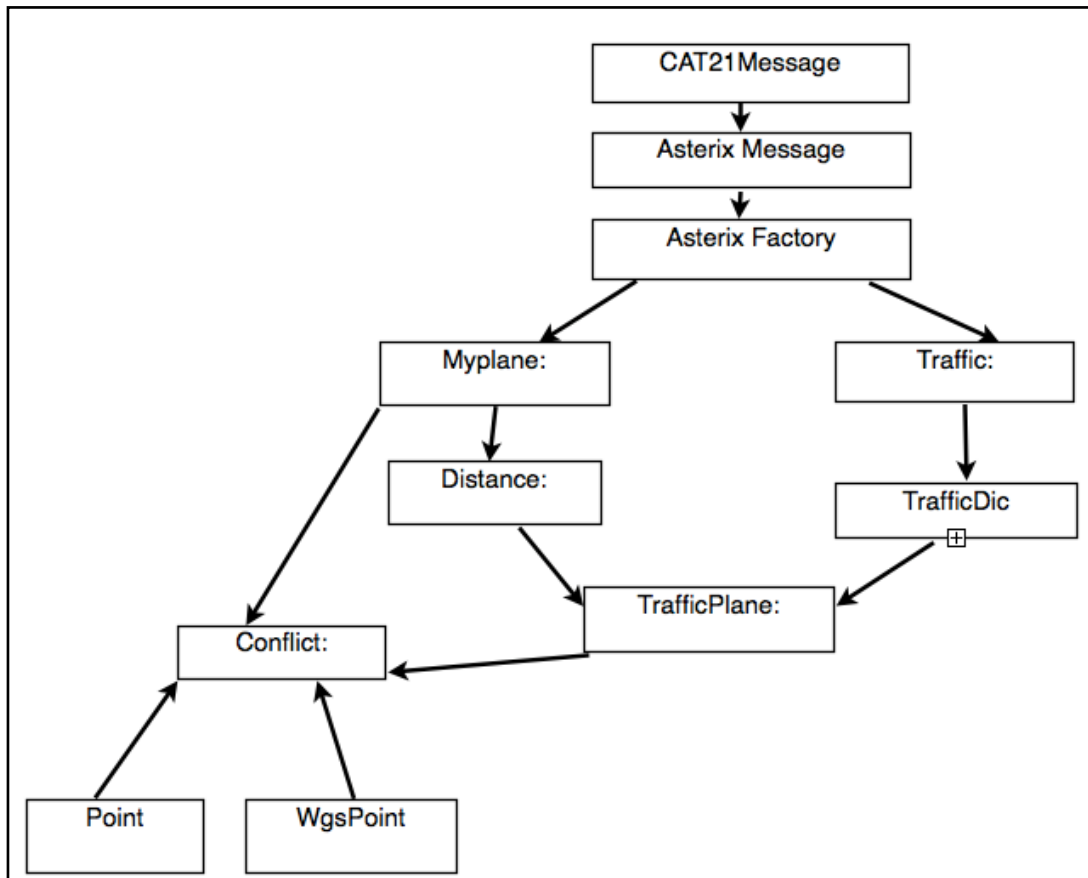 CAT21Message
Asterix Message
Asterix Factory
Myplane:
Traffic:
Distance:
TrafficDic
TrafficPlane:
Conflict:
Point
WgsPoint